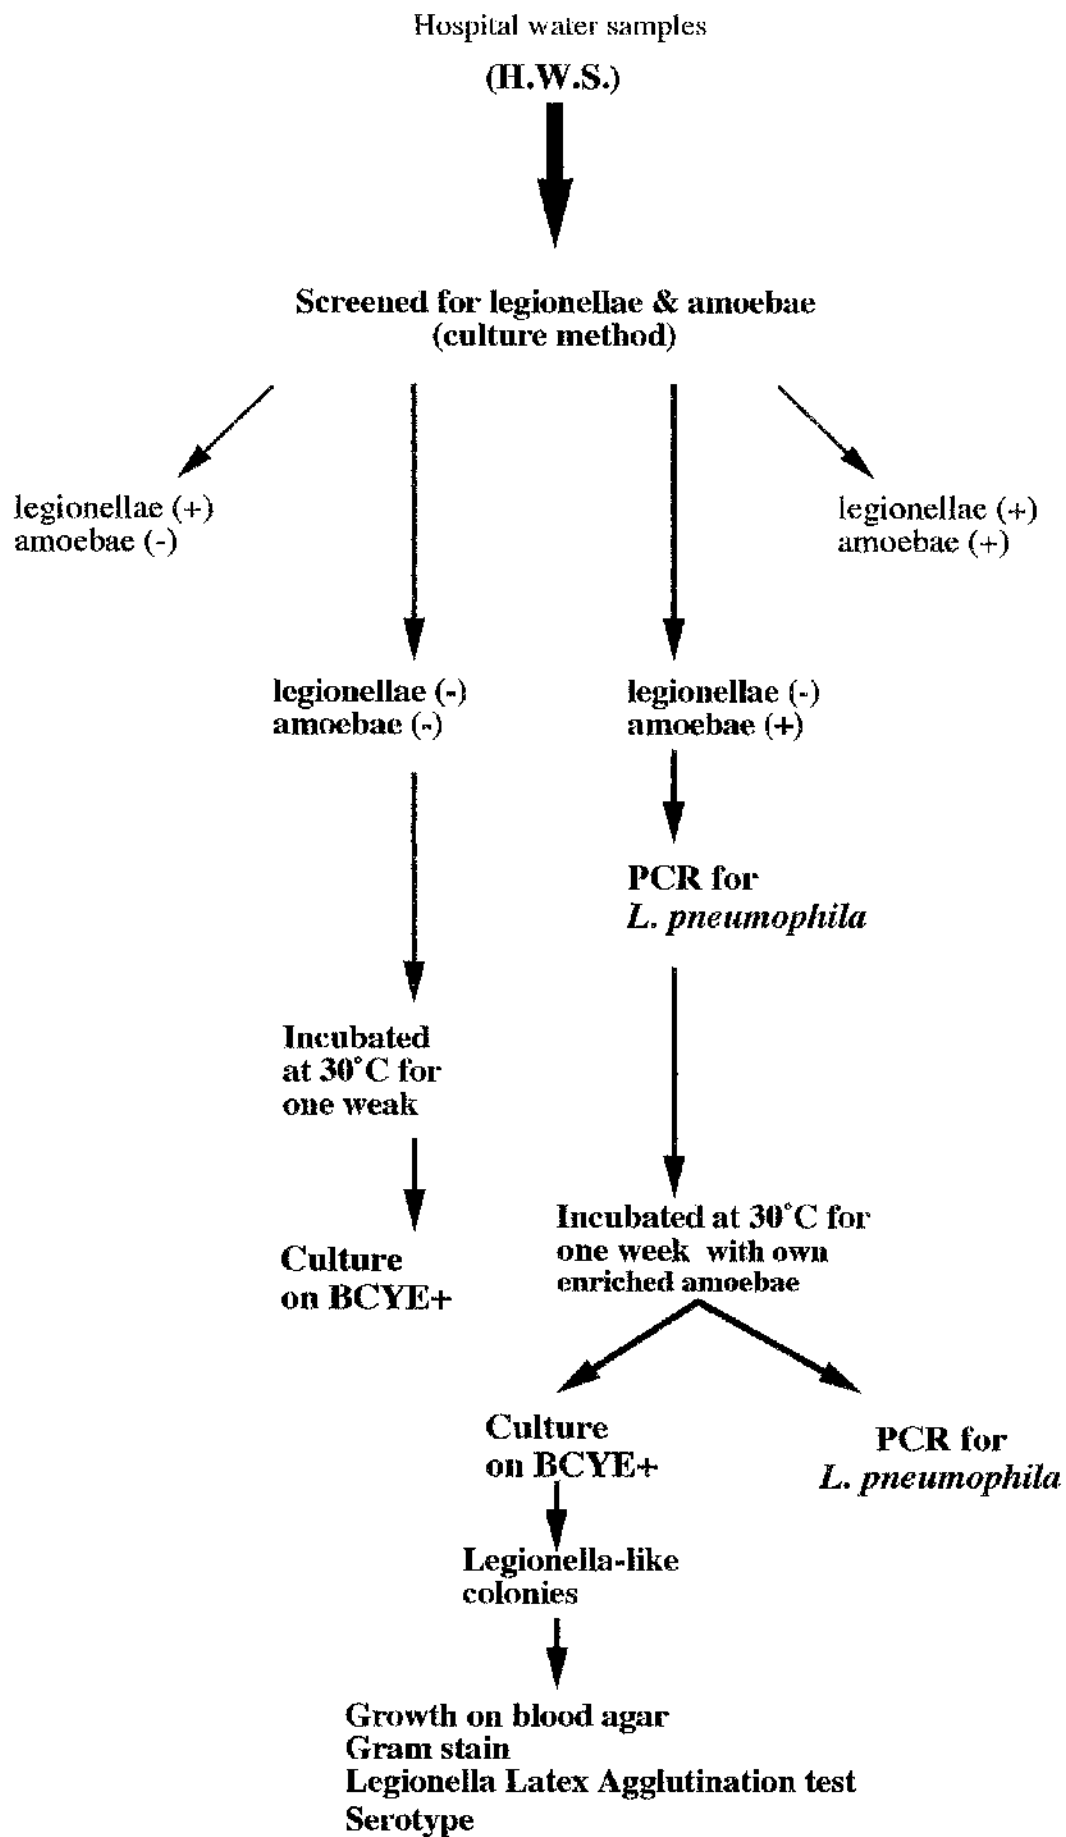 Hospital water samples
(H.W.S.)
Screened for legionellae & amoebae
(culture method)
legionellae (+)
amoebae (-)
legionellae (+)
amoebae (+)
legionellae (-)
amoebae (-)
legionellae (-)
amoebae (+)
PCR for
L. pneumophila
Incubated
at 30°C for
one weak
Culture
on BCYE+
Incubated at 30°C for
one week with own
enriched amoebae
Culture
on BCYE+
PCR for
L. pneumophila
Legionella-like
colonies
Growth on blood agar
Gram stain
Legionella Latex Agglutination test
Serotype